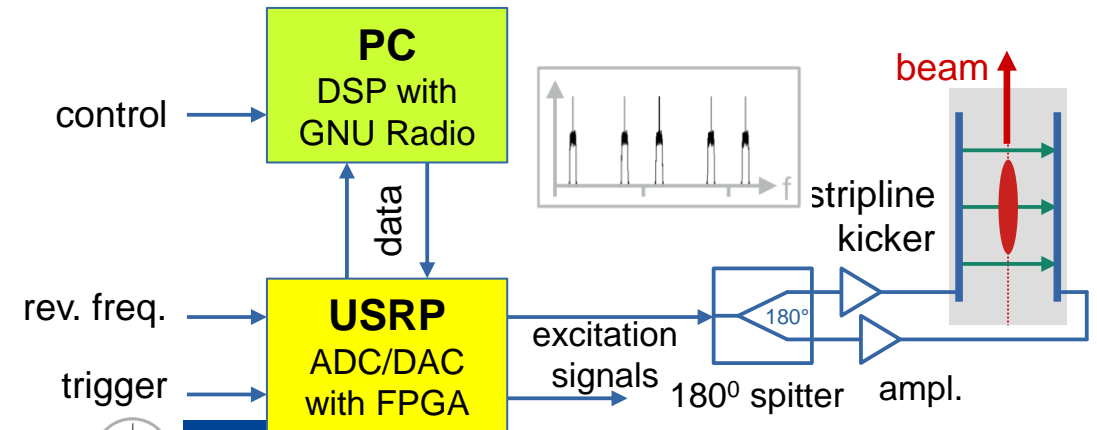 PC
DSP with
GNU Radio
control
data
f
beam
stripline
kicker
rev. freq.
trigger
USRP
ADC/DAC
with FPGA
excitation
signals
180°
180⁰ spitter
ampl.